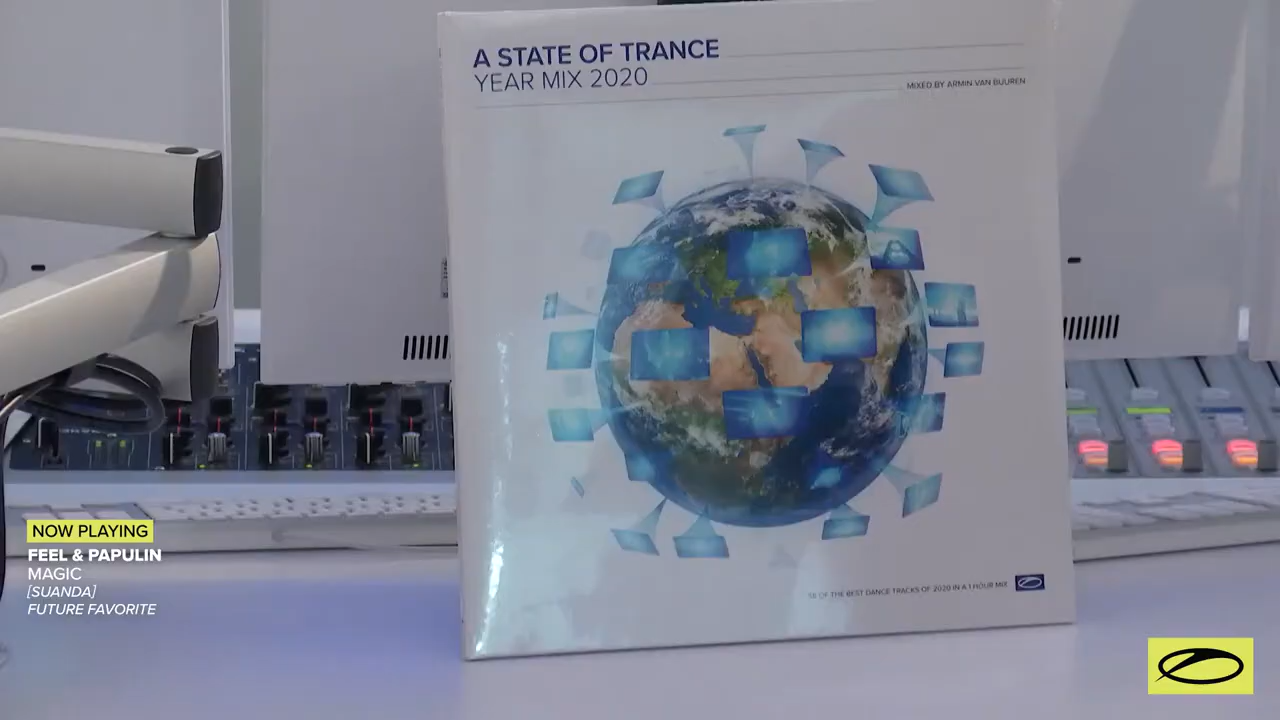 A STATE OF TRANCE
YEAR MIX 2020
MIXED BY ARMIN VAN BUUREN
58 OF THE BEST DANCE TRACKS OF 2020 IN A 1 HOUR MIX
NOW PLAYING
FEEL & PAPULIN
MAGIC
[SUANDA]
FUTURE FAVORITE